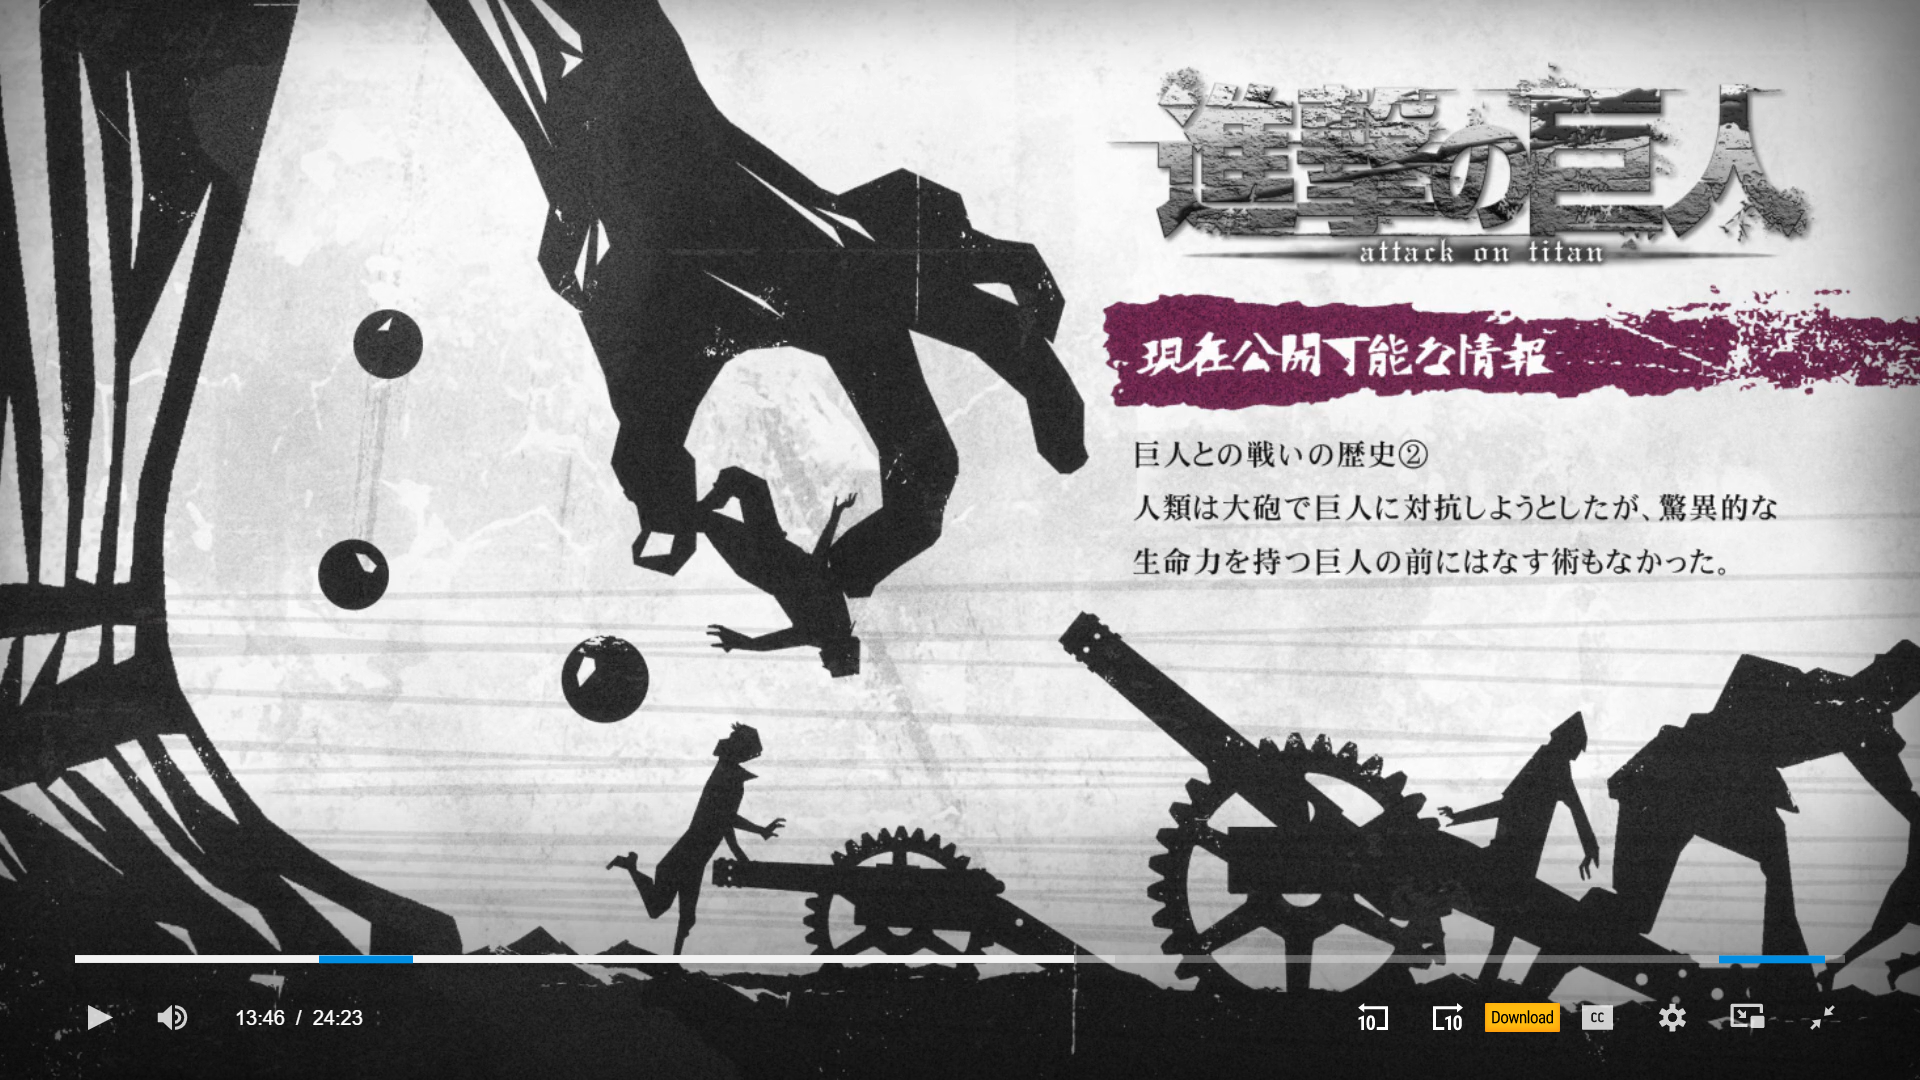 進撃の巨人
attack on titan
現在公開可能な情報
巨人との戦いの歴史②
人類は大砲で巨人に対抗しようとしたが、驚異的な
生命力を持つ巨人の前にはなす術もなかった。
13:46 / 24:23
10
10
Download
CC